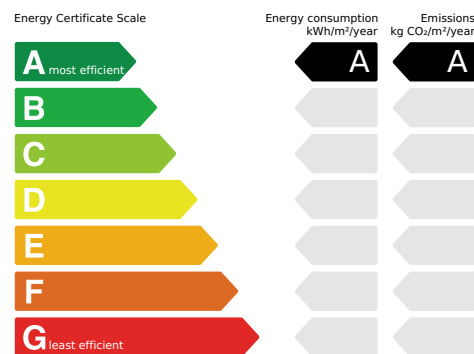 Energy Certificate Scale
Energy consumption
kWh/m²/year
Emissions
kg CO₂/m²/year
A most efficient
A
A
B
C
D
E
F
G least efficient